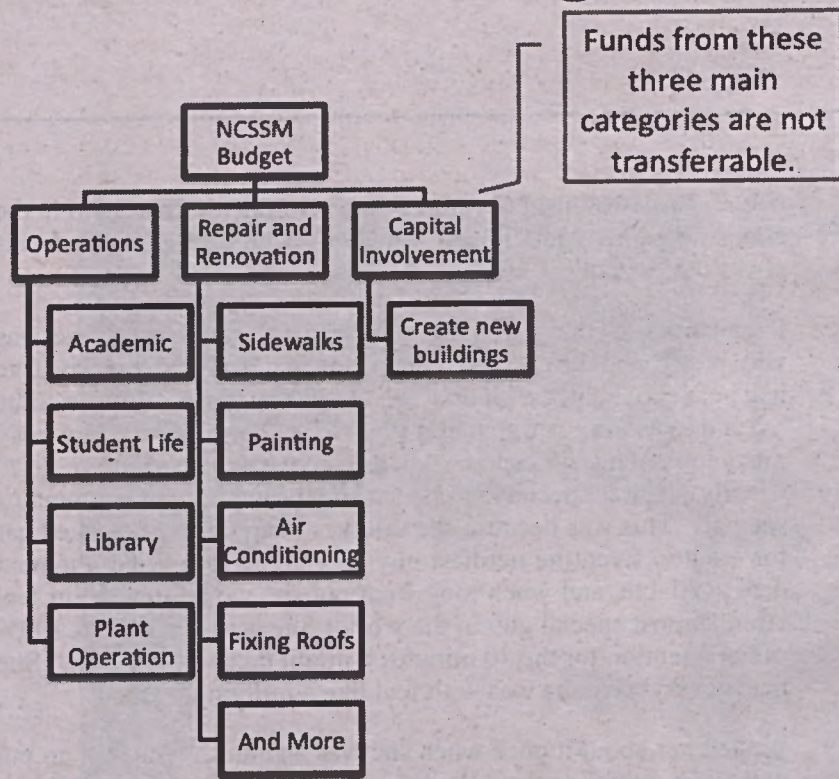 Funds from these
three main
categories are not
transferrable.
NCSSM
Budget
Operations
Repair and
Renovation
Capital
Involvement
Academic
Student Life
Library
Plant
Operation
Sidewalks
Painting
Air
Conditioning
Fixing Roofs
And More
Create new
buildings